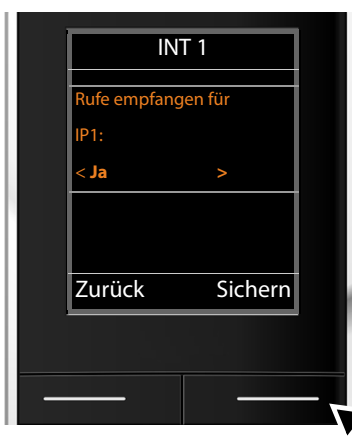 INT 1
Rufe empfangen für
IP1:
< Ja >
Zurück Sichern